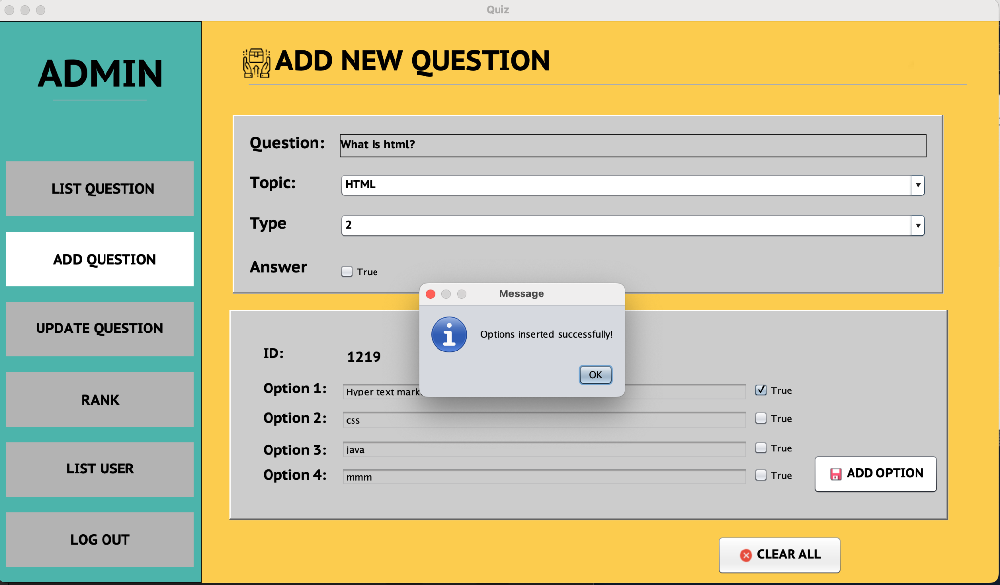 Quiz
ADMIN
LIST QUESTION
ADD QUESTION
UPDATE QUESTION
RANK
LIST USER
LOG OUT
ADD NEW QUESTION
Question: What is html?
Topic: HTML
Type 2
Answer True
Message
Options inserted successfully!
OK
ID: 1219
Option 1: Hyper text mark True
Option 2: css True
Option 3: java True
Option 4: mmm True
ADD OPTION
CLEAR ALL